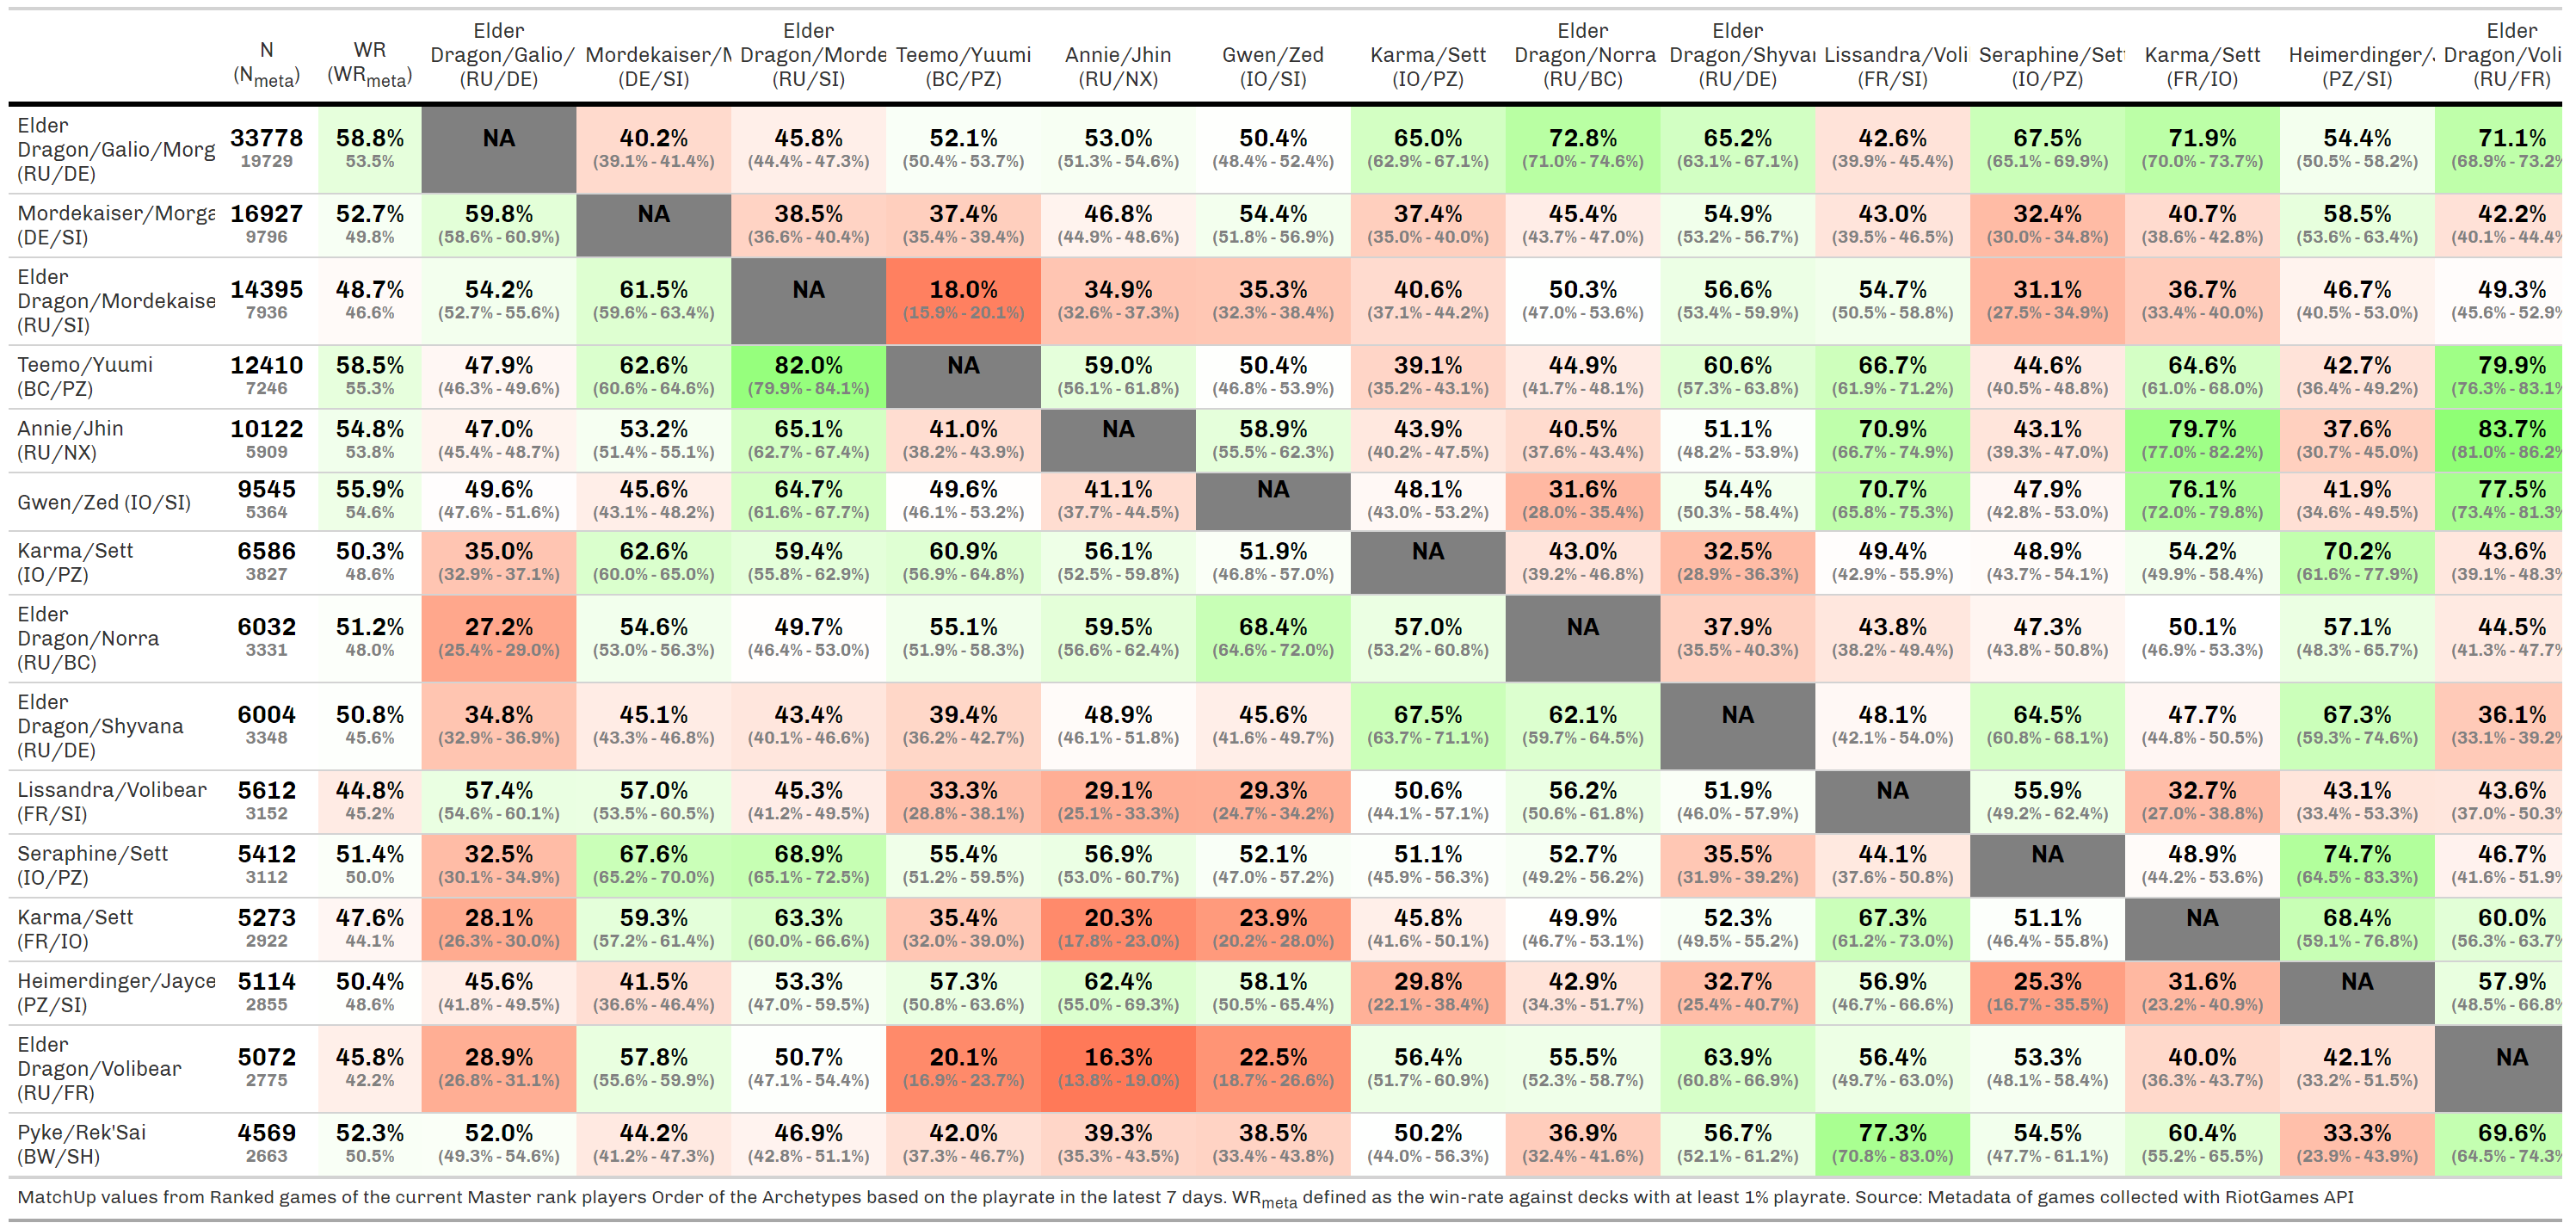 N (N_meta) WR (WR_meta) Elder Dragon/Galio/ (RU/DE) Mordekaiser/M (DE/SI) Elder Dragon/Morde (RU/SI) Teemo/Yuumi (BC/PZ) Annie/Jhin (RU/NX) Gwen/Zed (IO/SI) Karma/Sett (IO/PZ) Elder Dragon/Norra (RU/BC) Elder Dragon/Shyvar (RU/DE) Lissandra/Voli (FR/SI) Seraphine/Set (IO/PZ) Karma/Sett (FR/IO) Heimerdinger/J (PZ/SI) Elder Dragon/Voli (RU/FR)
Elder
Dragon/Galio/Morg 33778 58.8% NA 40.2% 45.8% 52.1% 53.0% 50.4% 65.0% 72.8% 65.2% 42.6% 67.5% 71.9% 54.4% 71.1%
(RU/DE) 19729 53.5% (39.1% - 41.4%) (44.4% - 47.3%) (50.4% - 53.7%) (51.3% - 54.6%) (48.4% - 52.4%) (62.9% - 67.1%) (71.0% - 74.6%) (63.1% - 67.1%) (39.9% - 45.4%) (65.1% - 69.9%) (70.0% - 73.7%) (50.5% - 58.2%) (68.9% - 73.2%
Mordekaiser/Morga 16927 52.7% 59.8% NA 38.5% 37.4% 46.8% 54.4% 37.4% 45.4% 54.9% 43.0% 32.4% 40.7% 58.5% 42.2%
(DE/SI) 9796 49.8% (58.6% - 60.9%) (36.6% - 40.4%) (35.4% - 39.4%) (44.9% - 48.6%) (51.8% - 56.9%) (35.0% - 40.0%) (43.7% - 47.0%) (53.2% - 56.7%) (39.5% - 46.5%) (30.0% - 34.8%) (38.6% - 42.8%) (53.6% - 63.4%) (40.1% - 44.4%
Elder
Dragon/Mordekaise 14395 48.7% 54.2% 61.5% NA 18.0% 34.9% 35.3% 40.6% 50.3% 56.6% 54.7% 31.1% 36.7% 46.7% 49.3%
(RU/SI) 7936 46.6% (52.7% - 55.6%) (59.6% - 63.4%) (15.9% - 20.1%) (32.6% - 37.3%) (32.3% - 38.4%) (37.1% - 44.2%) (47.0% - 53.6%) (53.4% - 59.9%) (50.5% - 58.8%) (27.5% - 34.9%) (33.4% - 40.0%) (40.5% - 53.0%) (45.6% - 52.9%
Teemo/Yuumi 12410 58.5% 47.9% 62.6% 82.0% NA 59.0% 50.4% 39.1% 44.9% 60.6% 66.7% 44.6% 64.6% 42.7% 79.9%
(BC/PZ) 7246 55.3% (46.3% - 49.6%) (60.6% - 64.6%) (79.9% - 84.1%) (56.1% - 61.8%) (46.8% - 53.9%) (35.2% - 43.1%) (41.7% - 48.1%) (57.3% - 63.8%) (61.9% - 71.2%) (40.5% - 48.8%) (61.0% - 68.0%) (36.4% - 49.2%) (76.3% - 83.1%
Annie/Jhin 10122 54.8% 47.0% 53.2% 65.1% 41.0% NA 58.9% 43.9% 40.5% 51.1% 70.9% 43.1% 79.7% 37.6% 83.7%
(RU/NX) 5909 53.8% (45.4% - 48.7%) (51.4% - 55.1%) (62.7% - 67.4%) (38.2% - 43.9%) (55.5% - 62.3%) (40.2% - 47.5%) (37.6% - 43.4%) (48.2% - 53.9%) (66.7% - 74.9%) (39.3% - 47.0%) (77.0% - 82.2%) (30.7% - 45.0%) (81.0% - 86.2%
Gwen/Zed (IO/SI) 9545 55.9% 49.6% 45.6% 64.7% 49.6% 41.1% NA 48.1% 31.6% 54.4% 70.7% 47.9% 76.1% 41.9% 77.5%
5364 54.6% (47.6% - 51.6%) (43.1% - 48.2%) (61.6% - 67.7%) (46.1% - 53.2%) (37.7% - 44.5%) (43.0% - 53.2%) (28.0% - 35.4%) (50.3% - 58.4%) (65.8% - 75.3%) (42.8% - 53.0%) (72.0% - 79.8%) (34.6% - 49.5%) (73.4% - 81.3%
Karma/Sett 6586 50.3% 35.0% 62.6% 59.4% 60.9% 56.1% 51.9% NA 43.0% 32.5% 49.4% 48.9% 54.2% 70.2% 43.6%
(IO/PZ) 3827 48.6% (32.9% - 37.1%) (60.0% - 65.0%) (55.8% - 62.9%) (56.9% - 64.8%) (52.5% - 59.8%) (46.8% - 57.0%) (39.2% - 46.8%) (28.9% - 36.3%) (42.9% - 55.9%) (43.7% - 54.1%) (49.9% - 58.4%) (61.6% - 77.9%) (39.1% - 48.3%
Elder
Dragon/Norra 6032 51.2% 27.2% 54.6% 49.7% 55.1% 59.5% 68.4% 57.0% NA 37.9% 43.8% 47.3% 50.1% 57.1% 44.5%
(RU/BC) 3331 48.0% (25.4% - 29.0%) (53.0% - 56.3%) (46.4% - 53.0%) (51.9% - 58.3%) (56.6% - 62.4%) (64.6% - 72.0%) (53.2% - 60.8%) (35.5% - 40.3%) (38.2% - 49.4%) (43.8% - 50.8%) (46.9% - 53.3%) (48.3% - 65.7%) (41.3% - 47.7%
Elder
Dragon/Shyvana 6004 50.8% 34.8% 45.1% 43.4% 39.4% 48.9% 45.6% 67.5% 62.1% NA 48.1% 64.5% 47.7% 67.3% 36.1%
(RU/DE) 3348 45.6% (32.9% - 36.9%) (43.3% - 46.8%) (40.1% - 46.6%) (36.2% - 42.7%) (46.1% - 51.8%) (41.6% - 49.7%) (63.7% - 71.1%) (59.7% - 64.5%) (42.1% - 54.0%) (60.8% - 68.1%) (44.8% - 50.5%) (59.3% - 74.6%) (33.1% - 39.2%
Lissandra/Volibear 5612 44.8% 57.4% 57.0% 45.3% 33.3% 29.1% 29.3% 50.6% 56.2% 51.9% NA 55.9% 32.7% 43.1% 43.6%
(FR/SI) 3152 45.2% (54.6% - 60.1%) (53.5% - 60.5%) (41.2% - 49.5%) (28.8% - 38.1%) (25.1% - 33.3%) (24.7% - 34.2%) (44.1% - 57.1%) (50.6% - 61.8%) (46.0% - 57.9%) (49.2% - 62.4%) (27.0% - 38.8%) (33.4% - 53.3%) (37.0% - 50.3%
Seraphine/Sett 5412 51.4% 32.5% 67.6% 68.9% 55.4% 56.9% 52.1% 51.1% 52.7% 35.5% 44.1% NA 48.9% 74.7% 46.7%
(IO/PZ) 3112 50.0% (30.1% - 34.9%) (65.2% - 70.0%) (65.1% - 72.5%) (51.2% - 59.5%) (53.0% - 60.7%) (47.0% - 57.2%) (45.9% - 56.3%) (49.2% - 56.2%) (31.9% - 39.2%) (37.6% - 50.8%) (44.2% - 53.6%) (64.5% - 83.3%) (41.6% - 51.9%
Karma/Sett 5273 47.6% 28.1% 59.3% 63.3% 35.4% 20.3% 23.9% 45.8% 49.9% 52.3% 67.3% 51.1% NA 68.4% 60.0%
(FR/IO) 2922 44.1% (26.3% - 30.0%) (57.2% - 61.4%) (60.0% - 66.6%) (32.0% - 39.0%) (17.8% - 23.0%) (20.2% - 28.0%) (41.6% - 50.1%) (46.7% - 53.1%) (49.5% - 55.2%) (61.2% - 73.0%) (46.4% - 55.8%) (59.1% - 76.8%) (56.3% - 63.7%
Heimerdinger/Jayce 5114 50.4% 45.6% 41.5% 53.3% 57.3% 62.4% 58.1% 29.8% 42.9% 32.7% 56.9% 25.3% 31.6% NA 57.9%
(PZ/SI) 2855 48.6% (41.8% - 49.5%) (36.6% - 46.4%) (47.0% - 59.5%) (50.8% - 63.6%) (55.0% - 69.3%) (50.5% - 65.4%) (22.1% - 38.4%) (34.3% - 51.7%) (25.4% - 40.7%) (46.7% - 66.6%) (16.7% - 35.5%) (23.2% - 40.9%) (48.5% - 66.8%
Elder
Dragon/Volibear 5072 45.8% 28.9% 57.8% 50.7% 20.1% 16.3% 22.5% 56.4% 55.5% 63.9% 56.4% 53.3% 40.0% 42.1% NA
(RU/FR) 2775 42.2% (26.8% - 31.1%) (55.6% - 59.9%) (47.1% - 54.4%) (16.9% - 23.7%) (13.8% - 19.0%) (18.7% - 26.6%) (51.7% - 60.9%) (52.3% - 58.7%) (60.8% - 66.9%) (49.7% - 63.0%) (48.1% - 58.4%) (36.3% - 43.7%) (33.2% - 51.5%)
Pyke/Rek'Sai 4569 52.3% 52.0% 44.2% 46.9% 42.0% 39.3% 38.5% 50.2% 36.9% 56.7% 77.3% 54.5% 60.4% 33.3% 69.6%
(BW/SH) 2663 50.5% (49.3% - 54.6%) (41.2% - 47.3%) (42.8% - 51.1%) (37.3% - 46.7%) (35.3% - 43.5%) (33.4% - 43.8%) (44.0% - 56.3%) (32.4% - 41.6%) (52.1% - 61.2%) (70.8% - 83.0%) (47.7% - 61.1%) (55.2% - 65.5%) (23.9% - 43.9%) (64.5% - 74.3%
MatchUp values from Ranked games of the current Master rank players Order of the Archetypes based on the playrate in the latest 7 days. WR_meta defined as the win-rate against decks with at least 1% playrate. Source: Metadata of games collected with RiotGames API